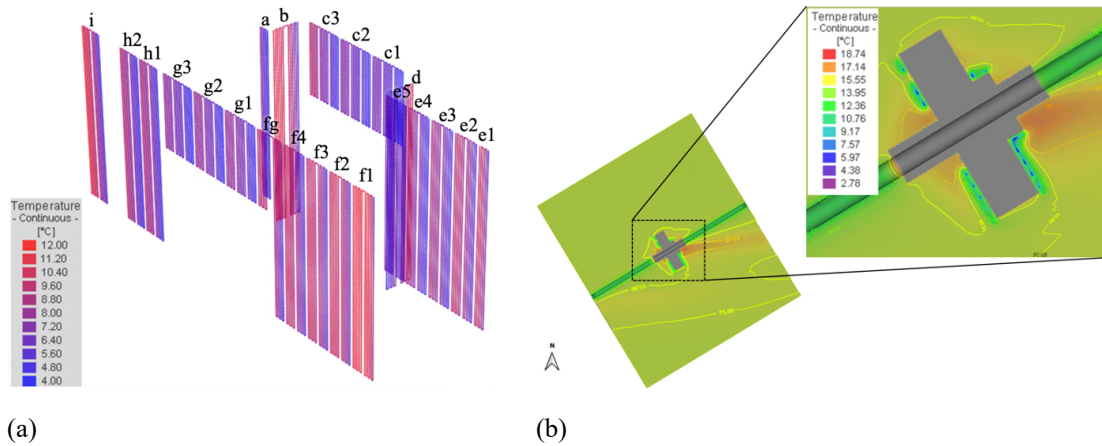 a
b
c3
c2
c1
d
i
h2
h1
g3
g2
g1
fg
f4
f3
f2
f1
e5
e4
e3
e2
e1
Temperature
- Continuous -
[°C]
12.00
11.20
10.40
9.60
8.80
8.00
7.20
6.40
5.60
4.80
4.00
(a)
Temperature
- Continuous -
[°C]
18.74
17.14
15.55
13.95
12.36
10.76
9.17
7.57
5.97
4.38
2.78
N
(b)